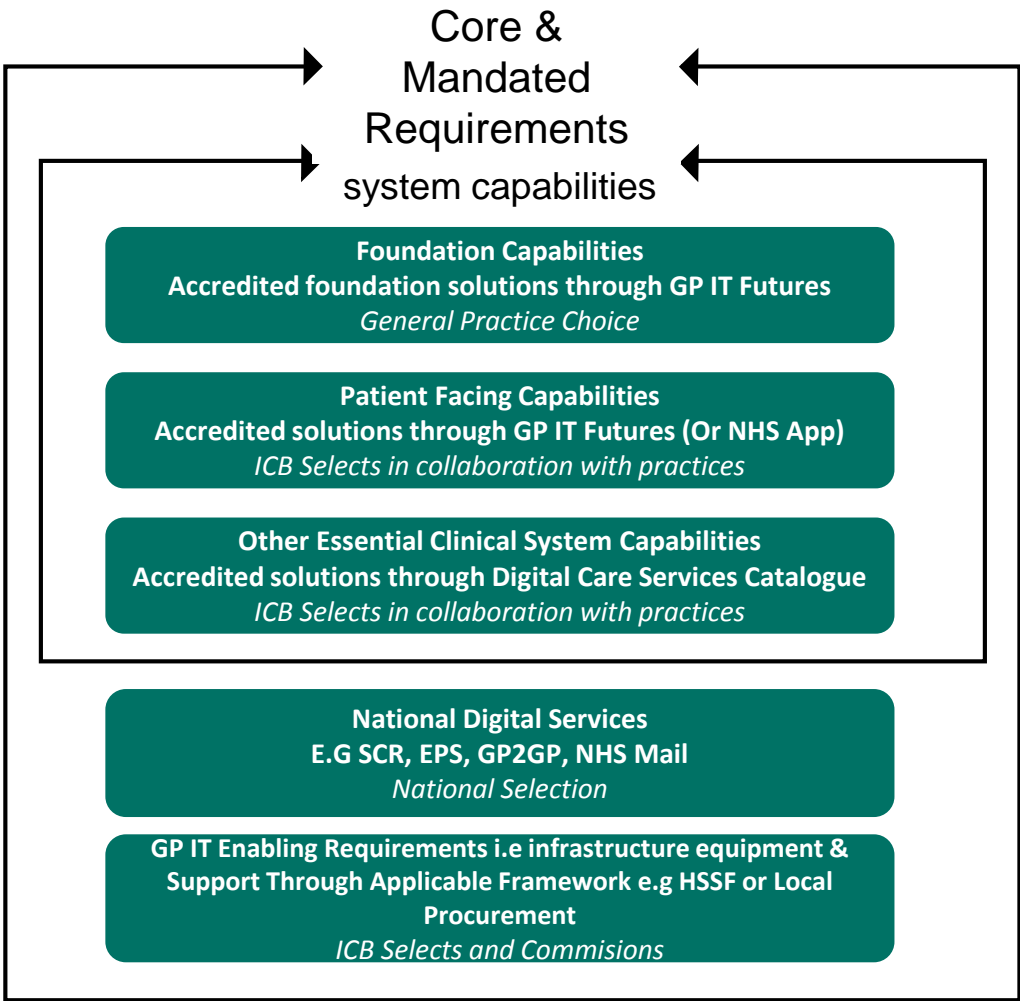 Core &
Mandated
Requirements
system capabilities
Foundation Capabilities
Accredited foundation solutions through GP IT Futures
General Practice Choice
Patient Facing Capabilities
Accredited solutions through GP IT Futures (Or NHS App)
ICB Selects in collaboration with practices
Other Essential Clinical System Capabilities
Accredited solutions through Digital Care Services Catalogue
ICB Selects in collaboration with practices
National Digital Services
E.G SCR, EPS, GP2GP, NHS Mail
National Selection
GP IT Enabling Requirements i.e infrastructure equipment &
Support Through Applicable Framework e.g HSSF or Local
Procurement
ICB Selects and Commisions